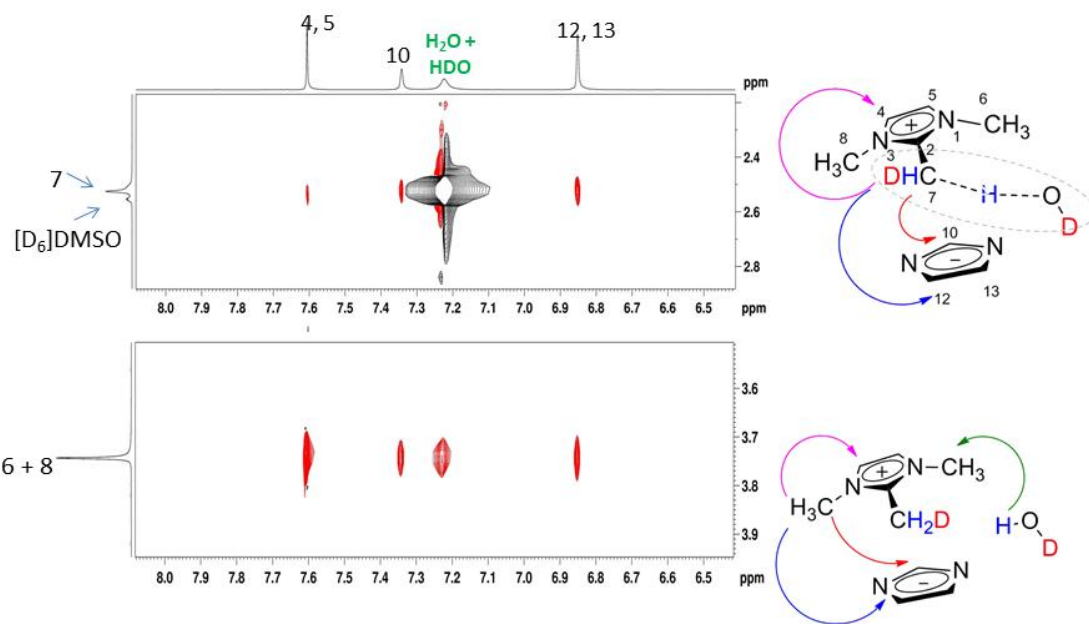 4, 5
10
H₂O +
HDO
12, 13
ppm
2.4
2.6
2.8
ppm
7
[D₆]DMSO
8.0 7.9 7.8 7.7 7.6 7.5 7.4 7.3 7.2 7.1 7.0 6.9 6.8 6.7 6.6 6.5
4
5
6
8
N
1
CH₃
+
N
3
2
H₃C
DHC
7
H
O
D
10
N
N
-
12
13
3.6
3.7
3.8
3.9
ppm
6 + 8
8.0 7.9 7.8 7.7 7.6 7.5 7.4 7.3 7.2 7.1 7.0 6.9 6.8 6.7 6.6 6.5
+
N
CH₃
N
H₃C
CH₂D
H
O
D
N
N
-